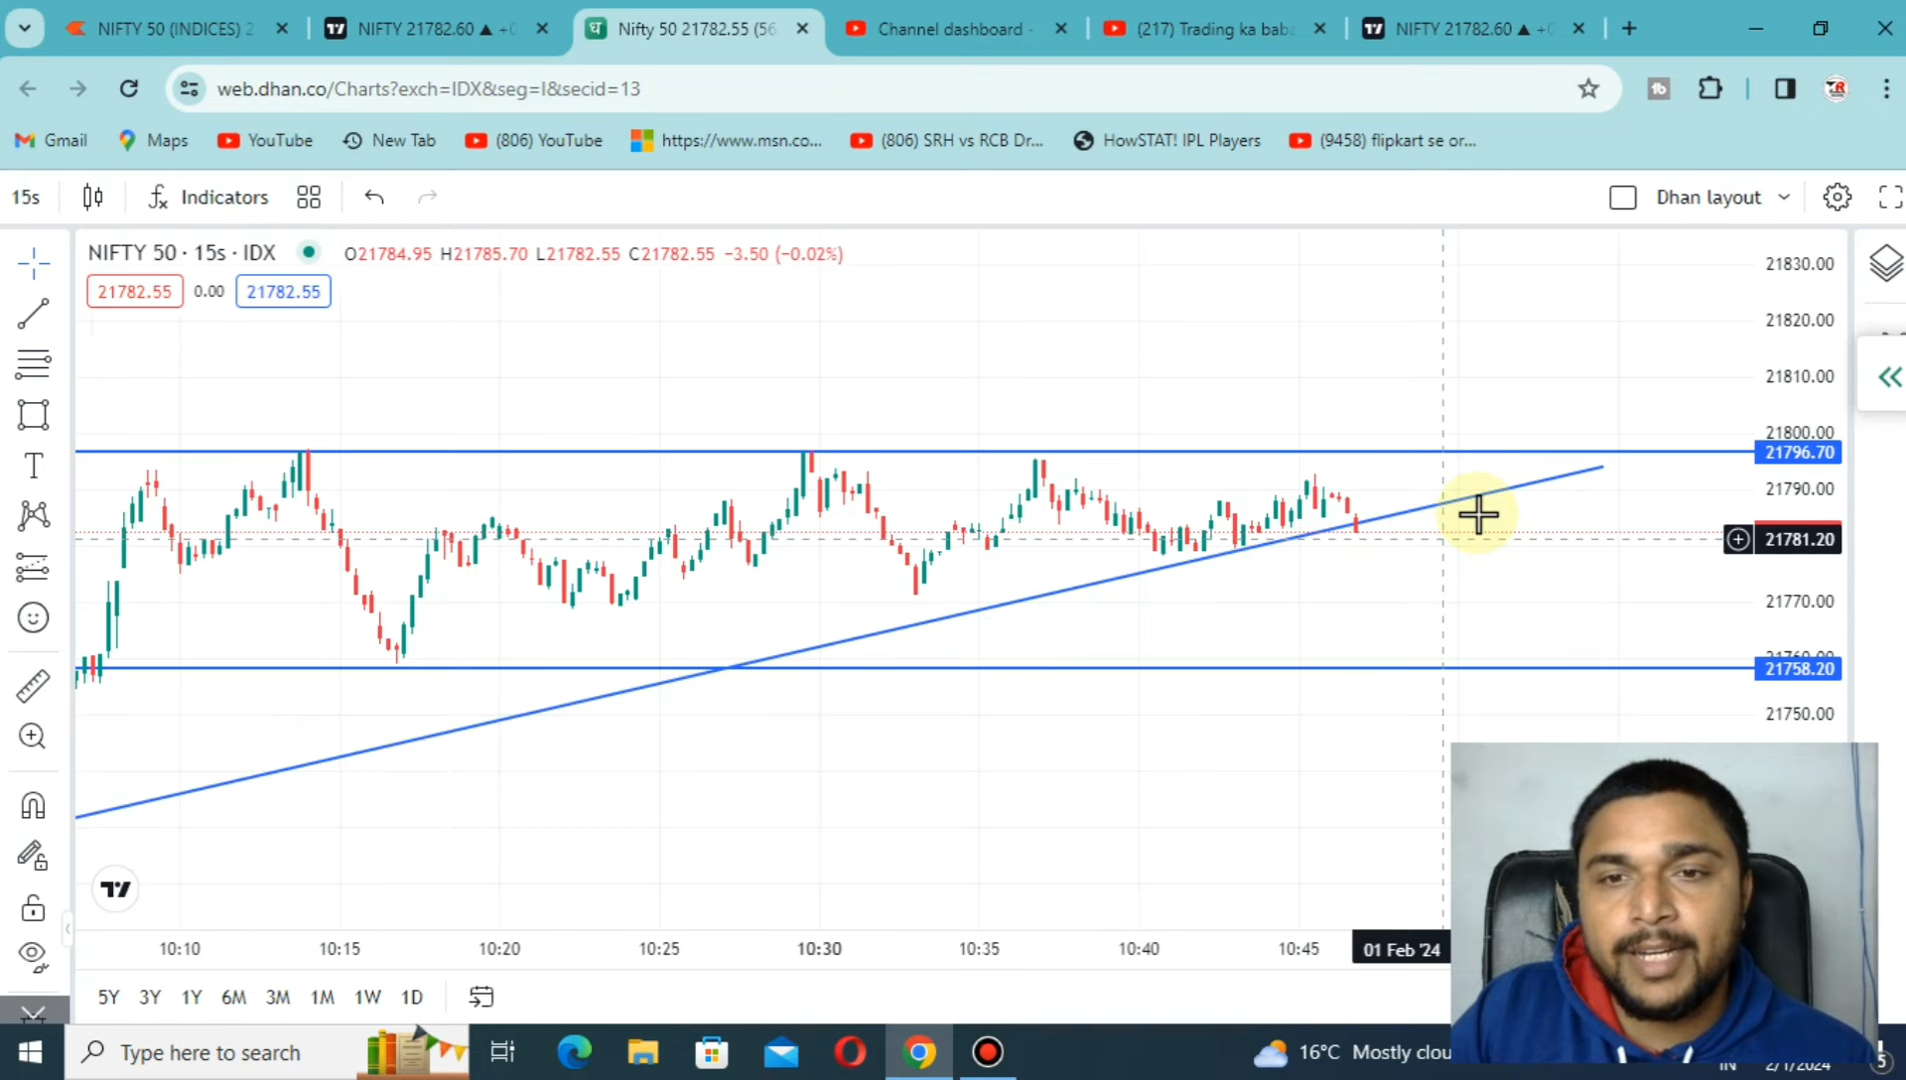 NIFTY 50 (INDICES) 2
NIFTY 21782.60 ▲ +0
Nifty 50 21782.55 (56
Channel dashboard -
(217) Trading ka baba
NIFTY 21782.60 ▲ +0
web.dhan.co/Charts?exch=IDX&seg=I&secid=13
Gmail
Maps
YouTube
New Tab
(806) YouTube
https://www.msn.co...
(806) SRH vs RCB Dr...
HowSTAT! IPL Players
(9458) flipkart se or...
15s
Indicators
Dhan layout
NIFTY 50 · 15s · IDX
O21784.95 H21785.70 L21782.55 C21782.55 −3.50 (−0.02%)
21782.55
0.00
21782.55
21830.00
21820.00
21810.00
21800.00
21796.70
21790.00
21781.20
21770.00
21758.20
21750.00
10:10
10:15
10:20
10:25
10:30
10:35
10:40
10:45
01 Feb '24
5Y 3Y 1Y 6M 3M 1M 1W 1D
Type here to search
16°C Mostly clou
IN
2/1/2024